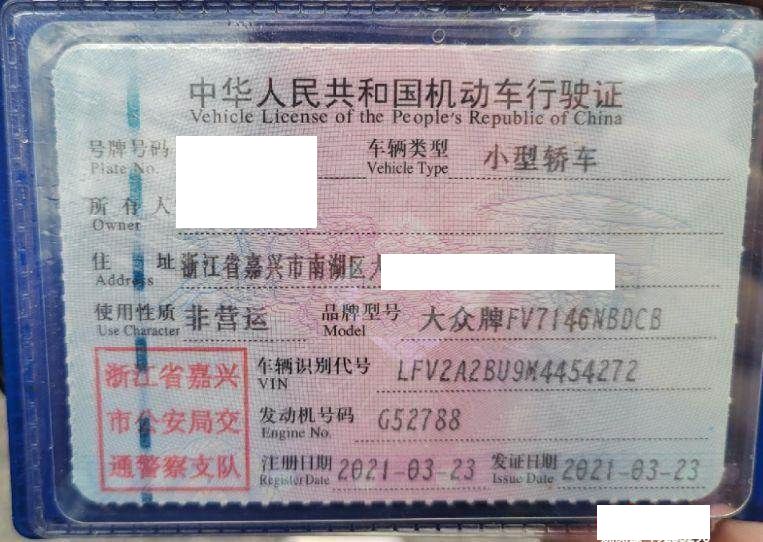 中华人民共和国机动车行驶证
Vehicle License of the People's Republic of China
号牌号码 车辆类型 小型轿车
Plate No. Vehicle Type
所有人
Owner
住址 浙江省嘉兴市南湖区
Address
使用性质 非营运 品牌型号 大众牌FV7146NBDCB
Use Character Model
浙江省嘉兴
市公安局交
通警察支队
车辆识别代号 LFV2A2BU9M4454272
VIN
发动机号码 G52788
Engine No.
注册日期 2021-03-23 发证日期 2021-03-23
Register Date Issue Date